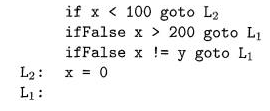 if x < 100 goto L₂
ifFalse x > 200 goto L₁
ifFalse x != y goto L₁
L₂: x = 0
L₁: